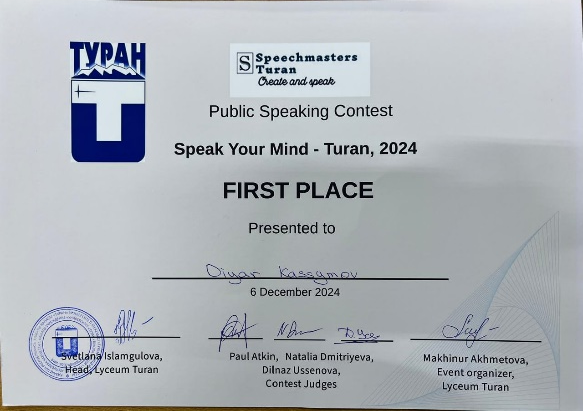 ТУРАН
Speechmasters
Turan
Create and speak
Public Speaking Contest
Speak Your Mind - Turan, 2024
FIRST PLACE
Presented to
Diyar Kassymov
6 December 2024
Svetlana Islamgulova,
Head, Lyceum Turan
Paul Atkin, Natalia Dmitriyeva,
Dilnaz Ussenova,
Contest Judges
Makhinur Akhmetova,
Event organizer,
Lyceum Turan